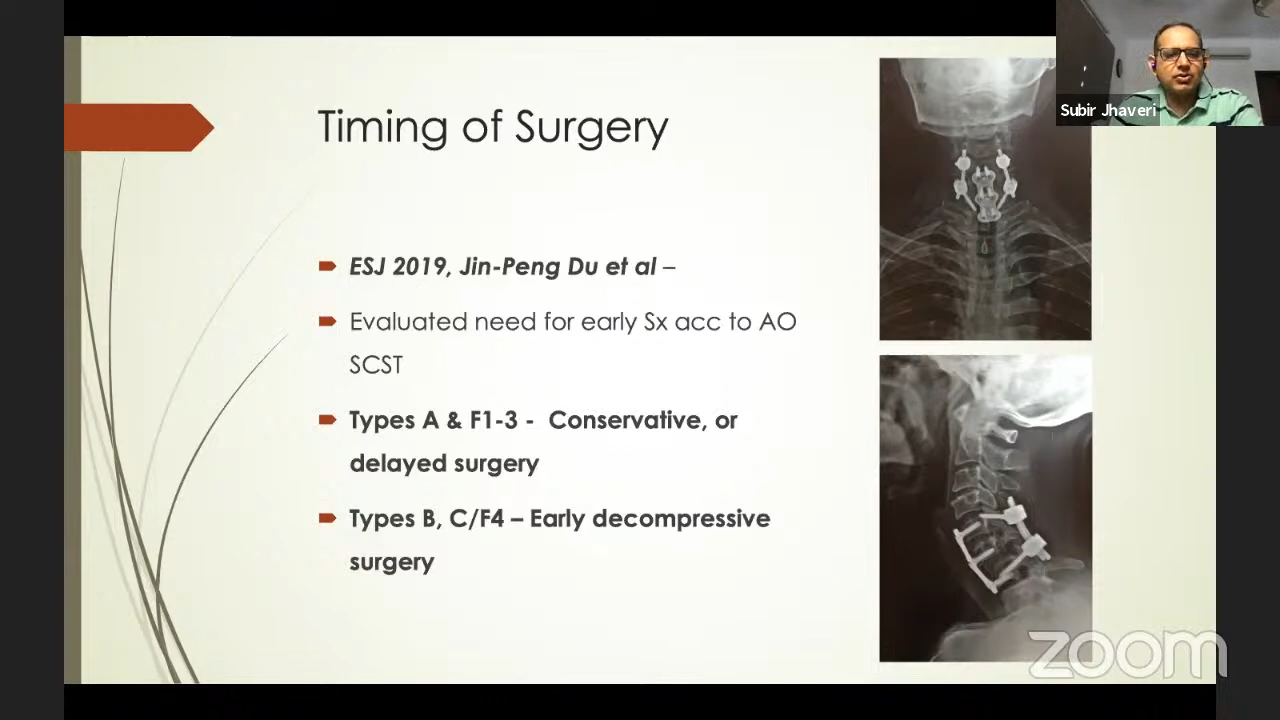 Subir Jhaveri
Timing of Surgery
ESJ 2019, Jin-Peng Du et al –
Evaluated need for early Sx acc to AO
SCST
Types A & F1-3 - Conservative, or
delayed surgery
Types B, C/F4 – Early decompressive
surgery
zoom